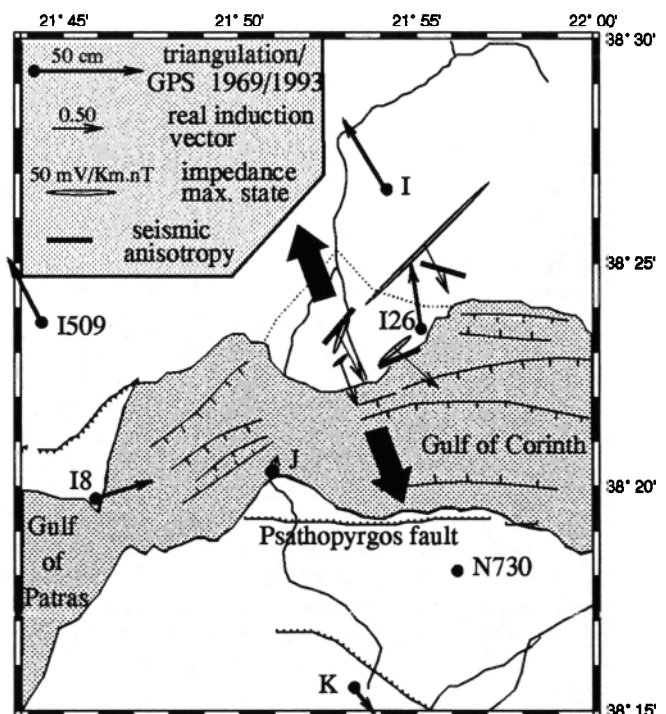 21° 45' 21° 50' 21° 55' 22° 00'
50 cm triangulation/
GPS 1969/1993
0.50 real induction
vector
50 mV/Km.nT impedance
max. state
seismic
anisotropy
38° 30'
I
38° 25'
I509
I26
Gulf of Corinth
I8
J
38° 20'
Gulf
of
Patras
Psathopyrgos fault
N730
K
38° 15'